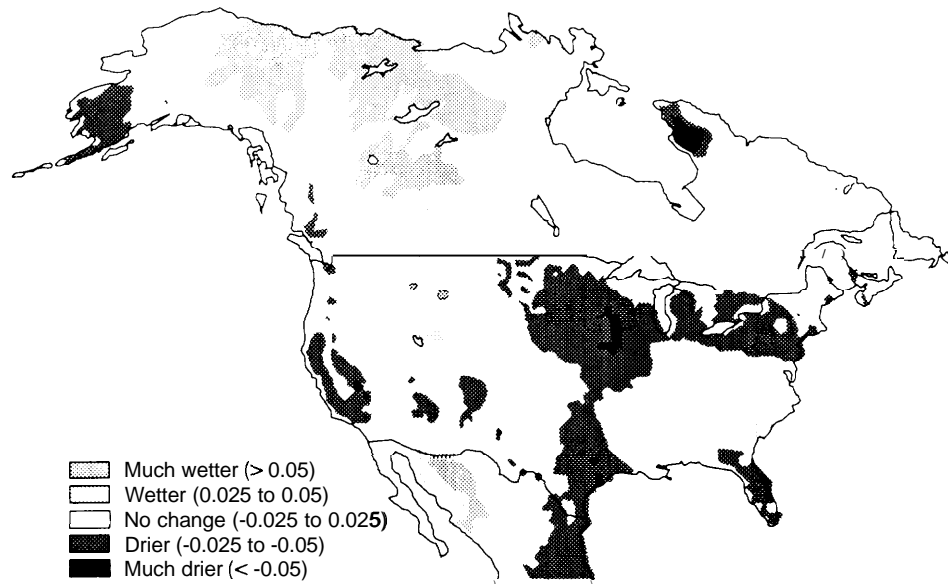 Much wetter (> 0.05)
Wetter (0.025 to 0.05)
No change (-0.025 to 0.025)
Drier (-0.025 to -0.05)
Much drier (< -0.05)